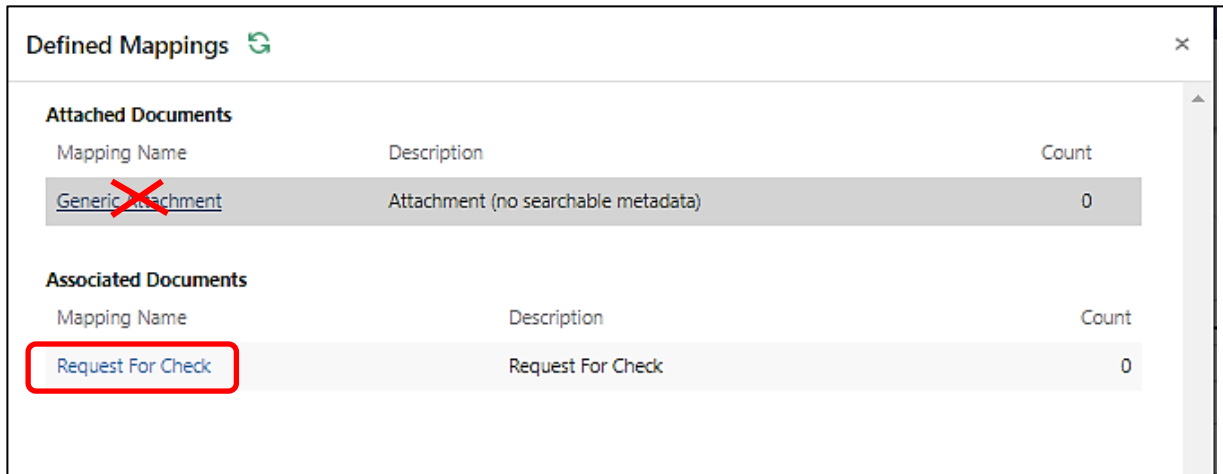 Defined Mappings
Attached Documents
Mapping Name Description Count
Generic Attachment Attachment (no searchable metadata) 0
Associated Documents
Mapping Name Description Count
Request For Check Request For Check 0